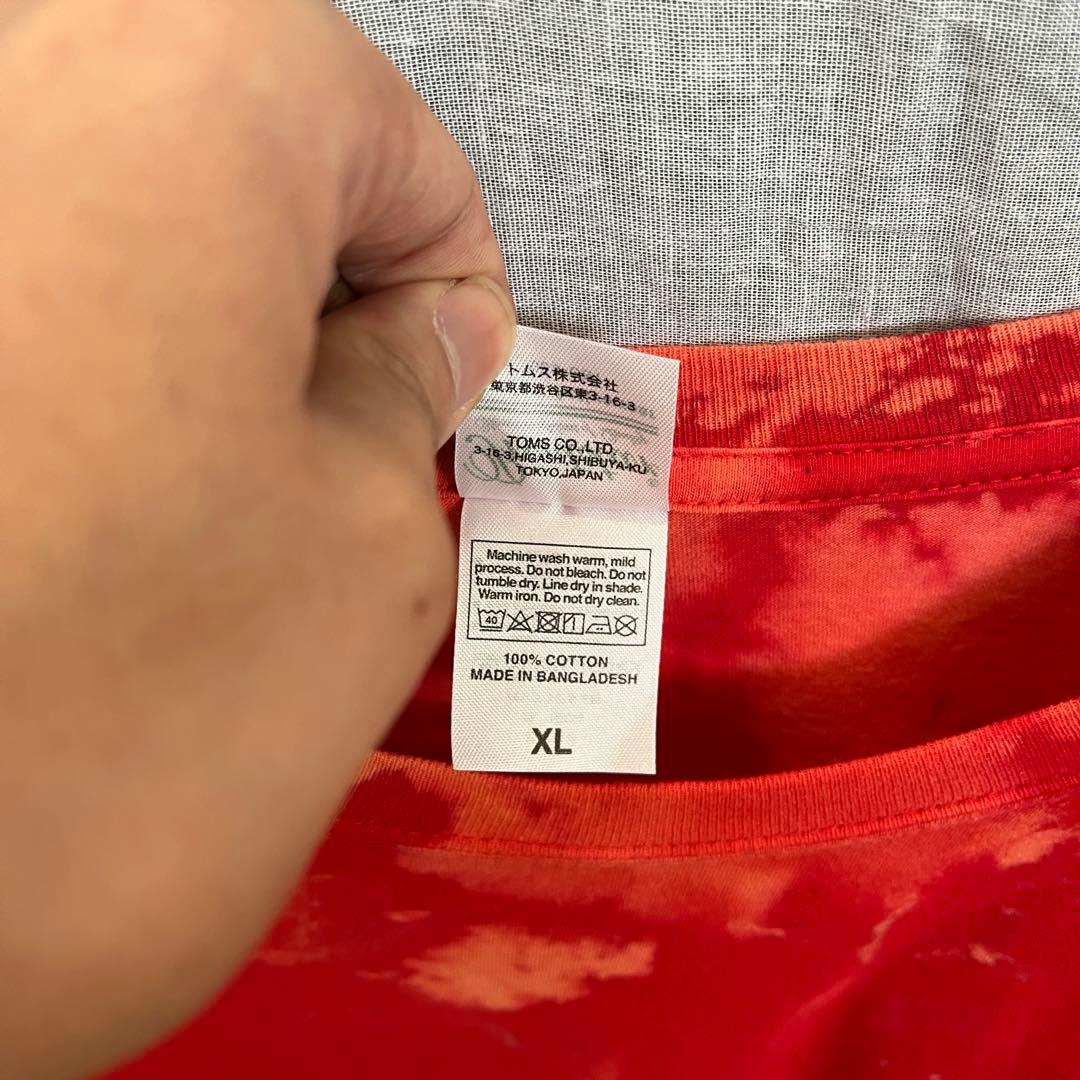 トムス株式会社
東京都渋谷区東3-16-3
TOMS CO.,LTD.
3-16-3,HIGASHI,SHIBUYA-KU
TOKYO,JAPAN
Machine wash warm, mild
process. Do not bleach. Do not
tumble dry. Line dry in shade.
Warm iron. Do not dry clean.
40
100% COTTON
MADE IN BANGLADESH
XL